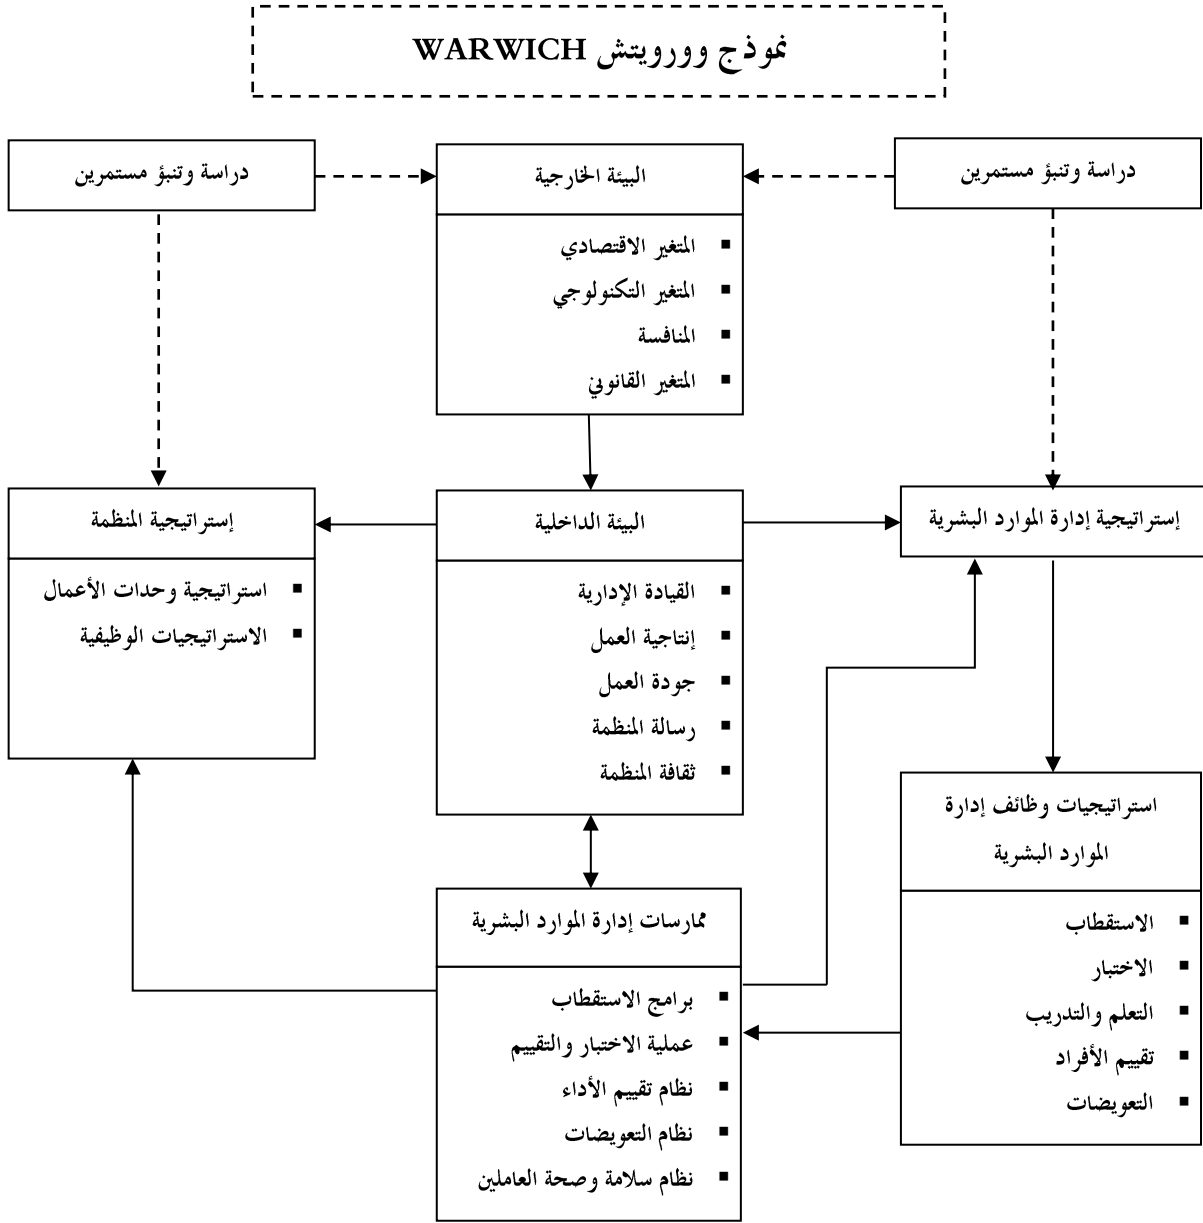 نموذج وورويتش WARWICH
دراسة وتنبؤ مستمرين
البيئة الخارجية
دراسة وتنبؤ مستمرين
▪ المتغير الاقتصادي
▪ المتغير التكنولوجي
▪ المنافسة
▪ المتغير القانوني
إستراتيجية إدارة الموارد البشرية
البيئة الداخلية
▪ القيادة الإدارية
▪ إنتاجية العمل
▪ جودة العمل
▪ رسالة المنظمة
▪ ثقافة المنظمة
إستراتيجية المنظمة
▪ استراتيجية وحدات الأعمال
▪ الاستراتيجيات الوظيفية
استراتيجيات وظائف إدارة
الموارد البشرية
▪ الاستقطاب
▪ الاختبار
▪ التعلم والتدريب
▪ تقييم الأفراد
▪ التعويضات
ممارسات إدارة الموارد البشرية
▪ برامج الاستقطاب
▪ عملية الاختبار والتقييم
▪ نظام تقييم الأداء
▪ نظام التعويضات
▪ نظام سلامة وصحة العاملين